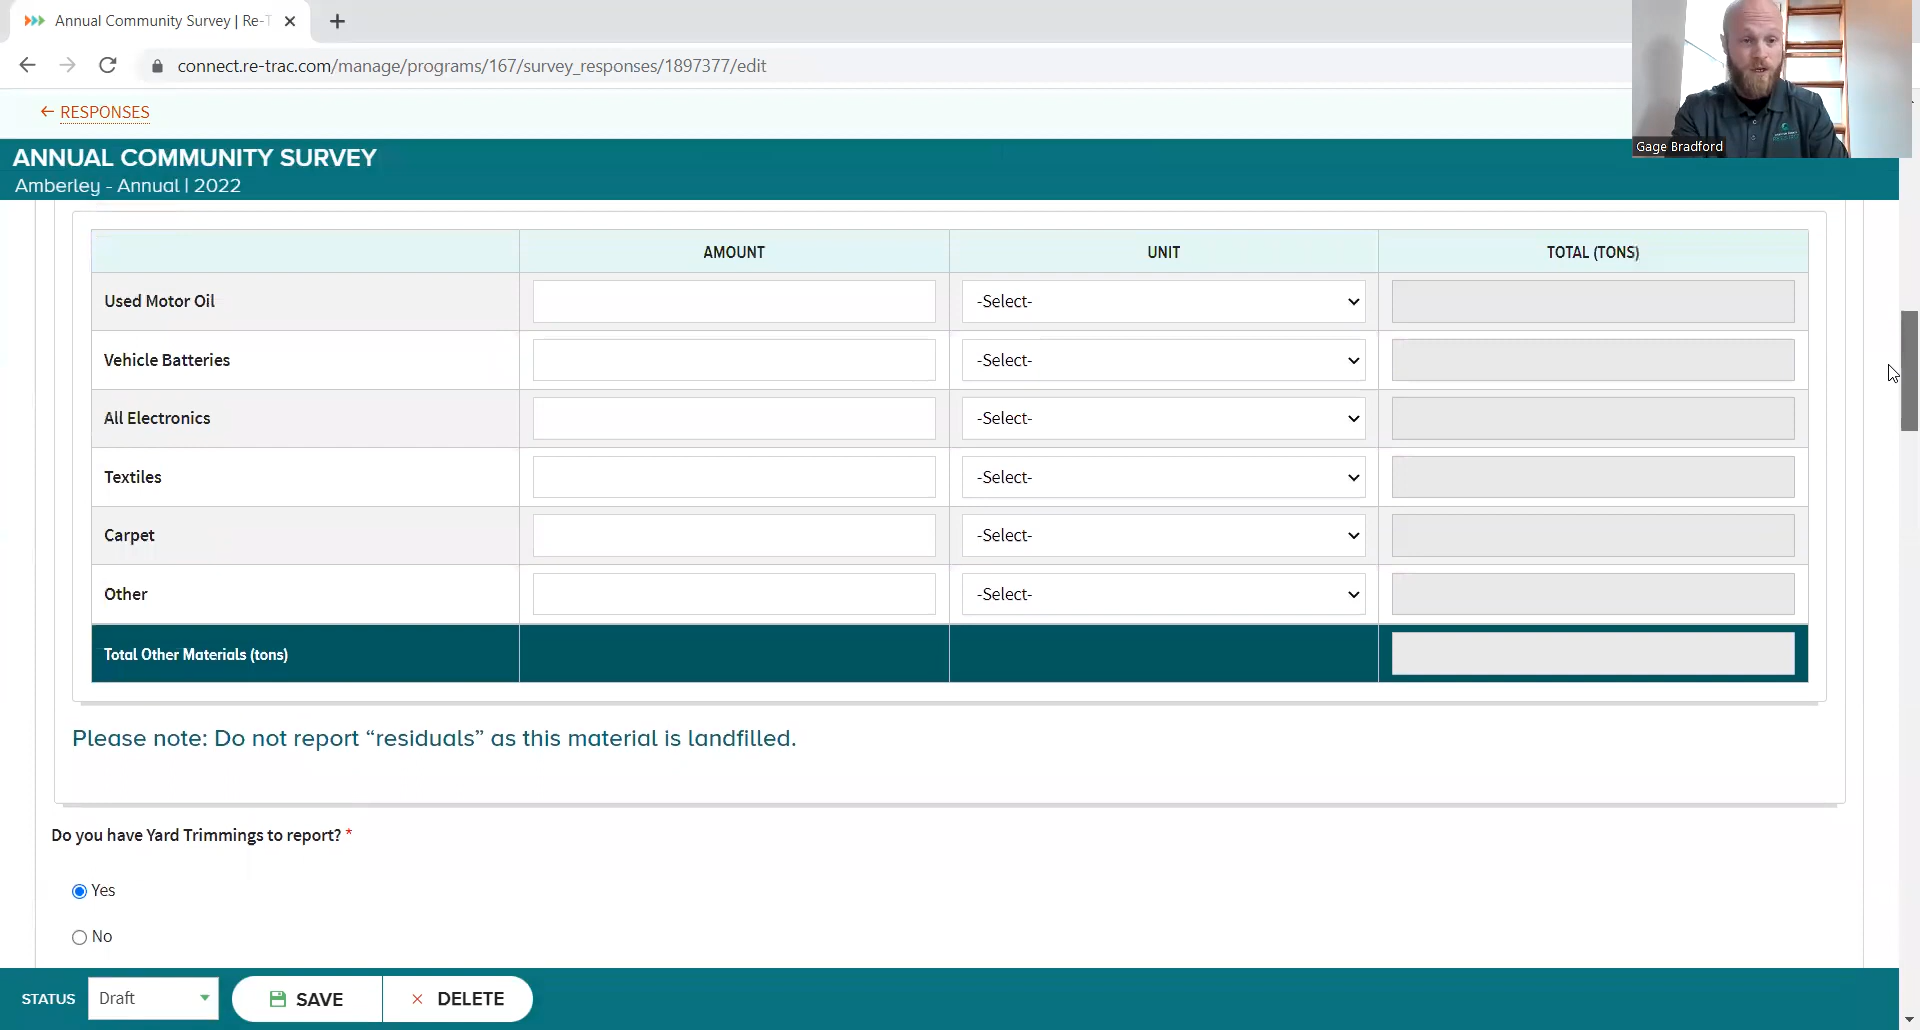 Annual Community Survey | Re-T
connect.re-trac.com/manage/programs/167/survey_responses/1897377/edit
RESPONSES
Gage Bradford
ANNUAL COMMUNITY SURVEY
Amberley - Annual | 2022
AMOUNT UNIT TOTAL (TONS)
Used Motor Oil -Select-
Vehicle Batteries -Select-
All Electronics -Select-
Textiles -Select-
Carpet -Select-
Other -Select-
Total Other Materials (tons)
Please note: Do not report “residuals” as this material is landfilled.
Do you have Yard Trimmings to report? *
Yes
No
STATUS Draft SAVE DELETE